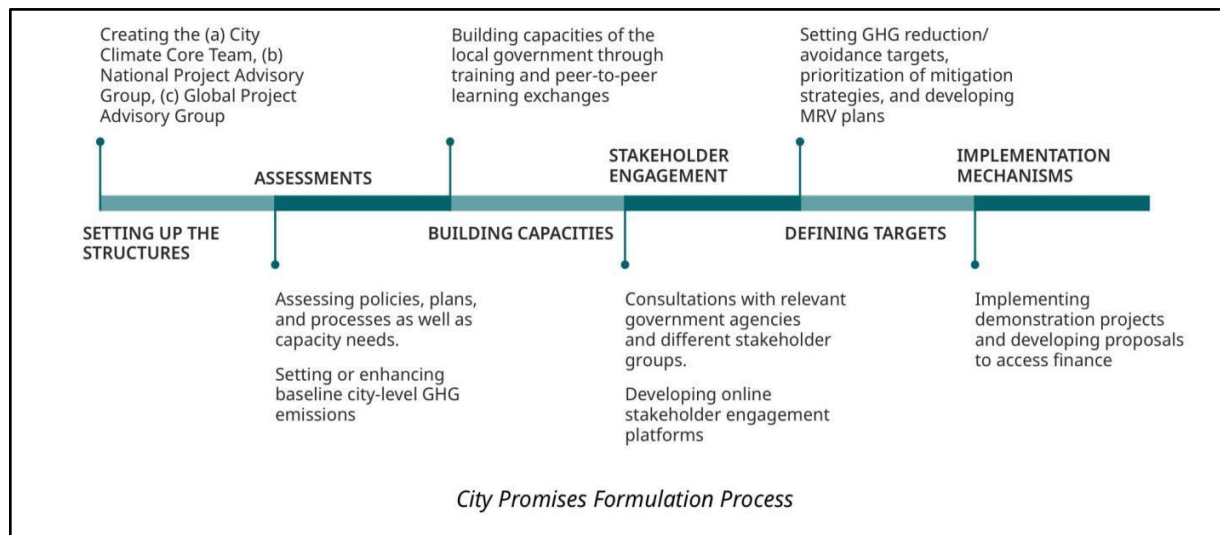 Creating the (a) City
Climate Core Team, (b)
National Project Advisory
Group, (c) Global Project
Advisory Group
Building capacities of the
local government through
training and peer-to-peer
learning exchanges
Setting GHG reduction/
avoidance targets,
prioritization of mitigation
strategies, and developing
MRV plans
ASSESSMENTS
STAKEHOLDER
ENGAGEMENT
IMPLEMENTATION
MECHANISMS
SETTING UP THE
STRUCTURES
BUILDING CAPACITIES
DEFINING TARGETS
Assessing policies, plans,
and processes as well as
capacity needs.
Setting or enhancing
baseline city-level GHG
emissions
Consultations with relevant
government agencies
and different stakeholder
groups.
Developing online
stakeholder engagement
platforms
Implementing
demonstration projects
and developing proposals
to access finance
City Promises Formulation Process